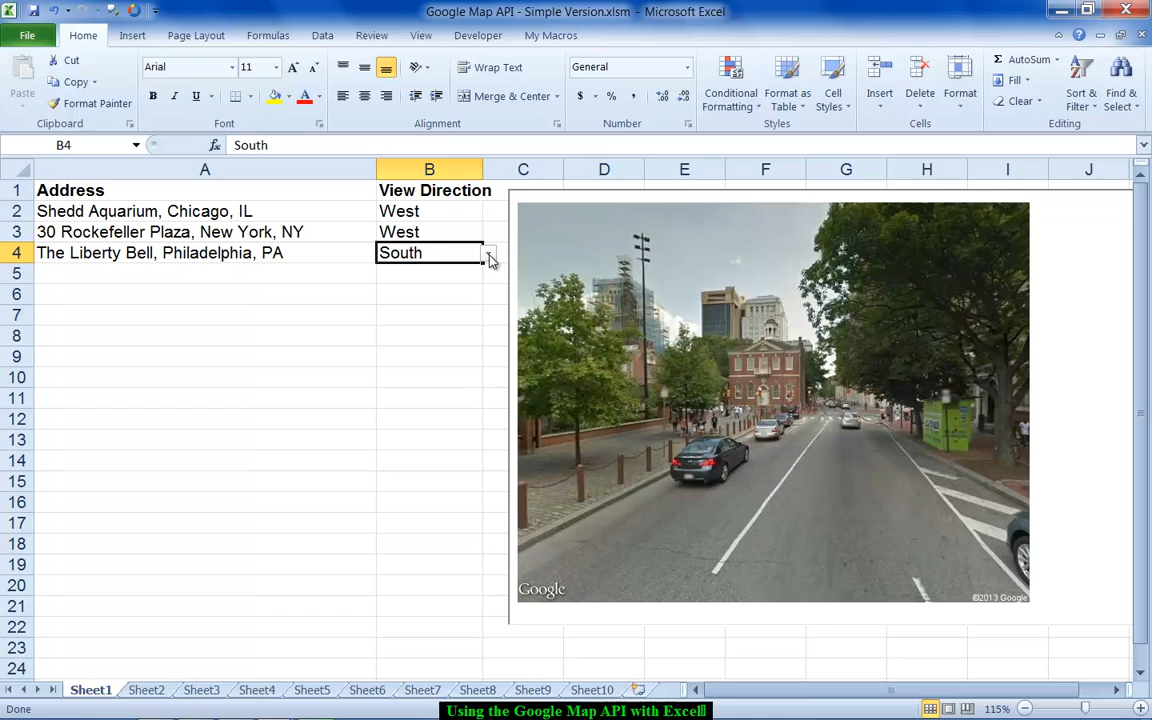 Google Map API - Simple Version.xlsm - Microsoft Excel
File Home Insert Page Layout Formulas Data Review View Developer My Macros
Paste
Cut
Copy
Format Painter
Clipboard
Arial 11
B I U
Font
Wrap Text
Merge & Center
Alignment
General
$ % ,
Number
Conditional Formatting
Format as Table
Cell Styles
Styles
Insert
Delete
Format
Cells
AutoSum
Fill
Clear
Sort & Filter
Find & Select
Editing
B4 fx South
A B C D E F G H I J
1 Address View Direction
2 Shedd Aquarium, Chicago, IL West
3 30 Rockefeller Plaza, New York, NY West
4 The Liberty Bell, Philadelphia, PA South
5
6
7
8
9
10
11
12
13
14
15
16
17
18
19
20
21
22
23
24
Google ©2013 Google
Sheet1 Sheet2 Sheet3 Sheet4 Sheet5 Sheet6 Sheet7 Sheet8 Sheet9 Sheet10
Done 115%
Using the Google Map API with Excel